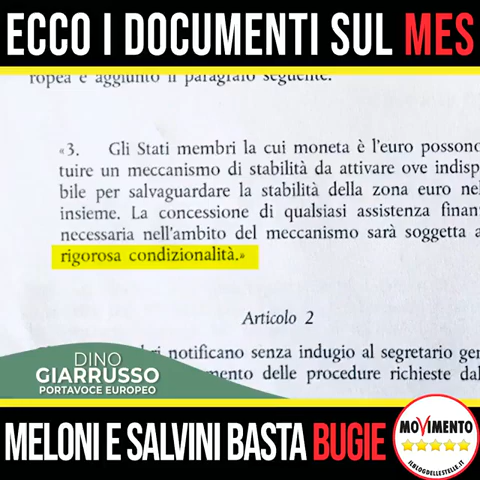 ECCO I DOCUMENTI SUL MES
ropea è aggiunto il paragrafo seguente.
«3. Gli Stati membri la cui moneta è l'euro possono
tuire un meccanismo di stabilità da attivare ove indisp
bile per salvaguardare la stabilità della zona euro nel
insieme. La concessione di qualsiasi assistenza finan
necessaria nell'ambito del meccanismo sarà soggetta a
rigorosa condizionalità.»
Articolo 2
notificano senza indugio al segretario gen
mento delle procedure richieste dal
DINO
GIARRUSSO
PORTAVOCE EUROPEO
MELONI E SALVINI BASTA BUGIE
MOVIMENTO
ILBLOGDELLESTELLE.IT